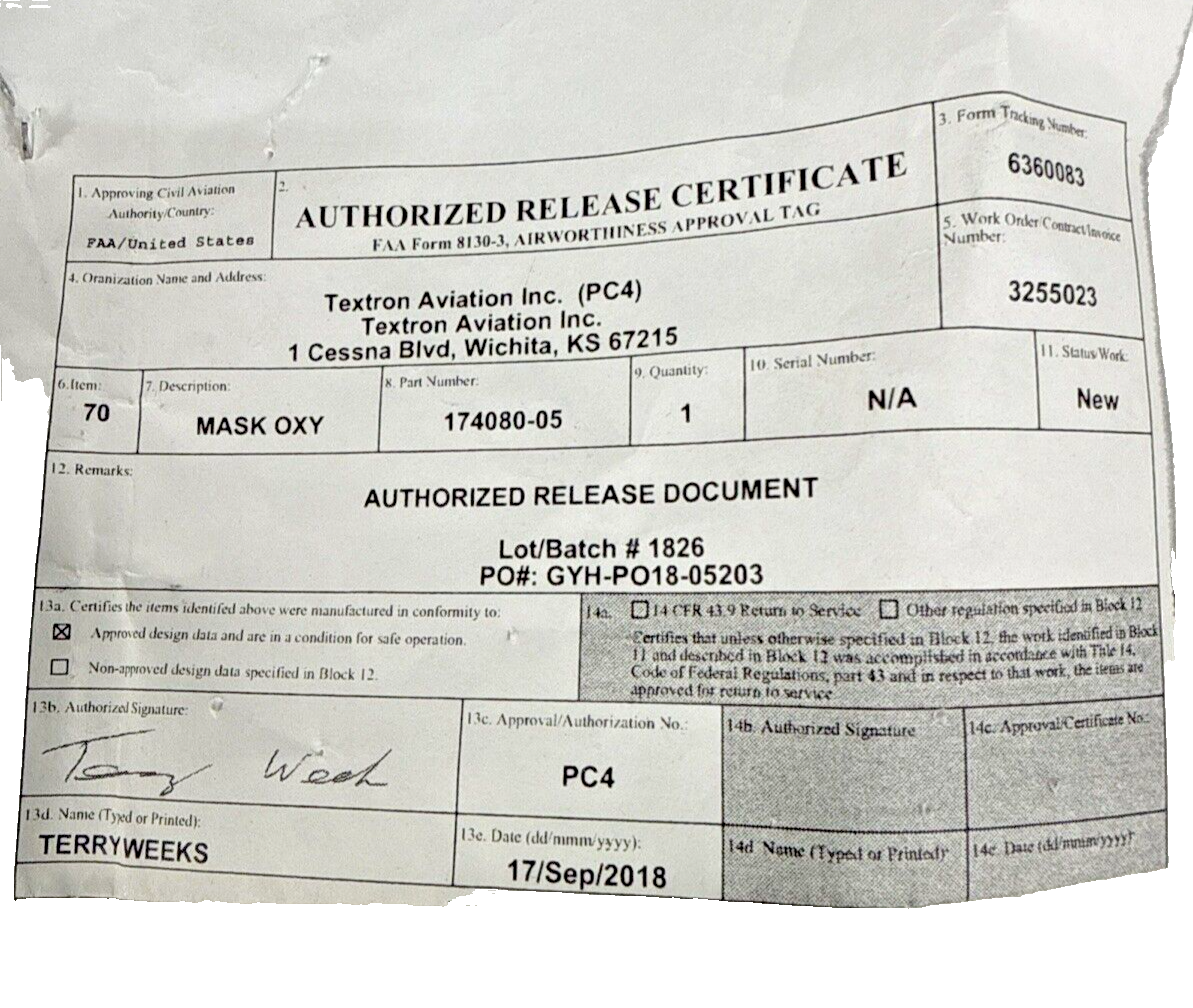 1. Approving Civil Aviation
Authority/Country:
FAA/United States
2.
AUTHORIZED RELEASE CERTIFICATE
FAA Form 8130-3, AIRWORTHINESS APPROVAL TAG
3. Form Tracking Number:
6360083
4. Oranization Name and Address:
Textron Aviation Inc. (PC4)
Textron Aviation Inc.
1 Cessna Blvd, Wichita, KS 67215
5. Work Order/Contract/Invoice
Number:
3255023
6.Item:
70
7. Description:
MASK OXY
8. Part Number:
174080-05
9. Quantity:
1
10. Serial Number:
N/A
11. Status/Work:
New
12. Remarks:
AUTHORIZED RELEASE DOCUMENT
Lot/Batch # 1826
PO#: GYH-PO18-05203
13a. Certifies the items identifed above were manufactured in conformity to:
Approved design data and are in a condition for safe operation.
Non-approved design data specified in Block 12.
14a. 14 CFR 43.9 Return to Service Other regulation specified in Block 12
Certifies that unless otherwise specified in Block 12, the work identified in Block
11 and described in Block 12 was accomplished in accordance with Title 14,
Code of Federal Regulations, part 43 and in respect to that work, the items are
approved for return to service
13b. Authorized Signature:
Terry Week
13c. Approval/Authorization No.:
PC4
14b. Authorized Signature
14c. Approval/Certificate No.:
13d. Name (Typed or Printed):
TERRYWEEKS
13e. Date (dd/mmm/yyyy):
17/Sep/2018
14d Name (Typed or Printed)
14e. Date (dd/mmm/yyyy)